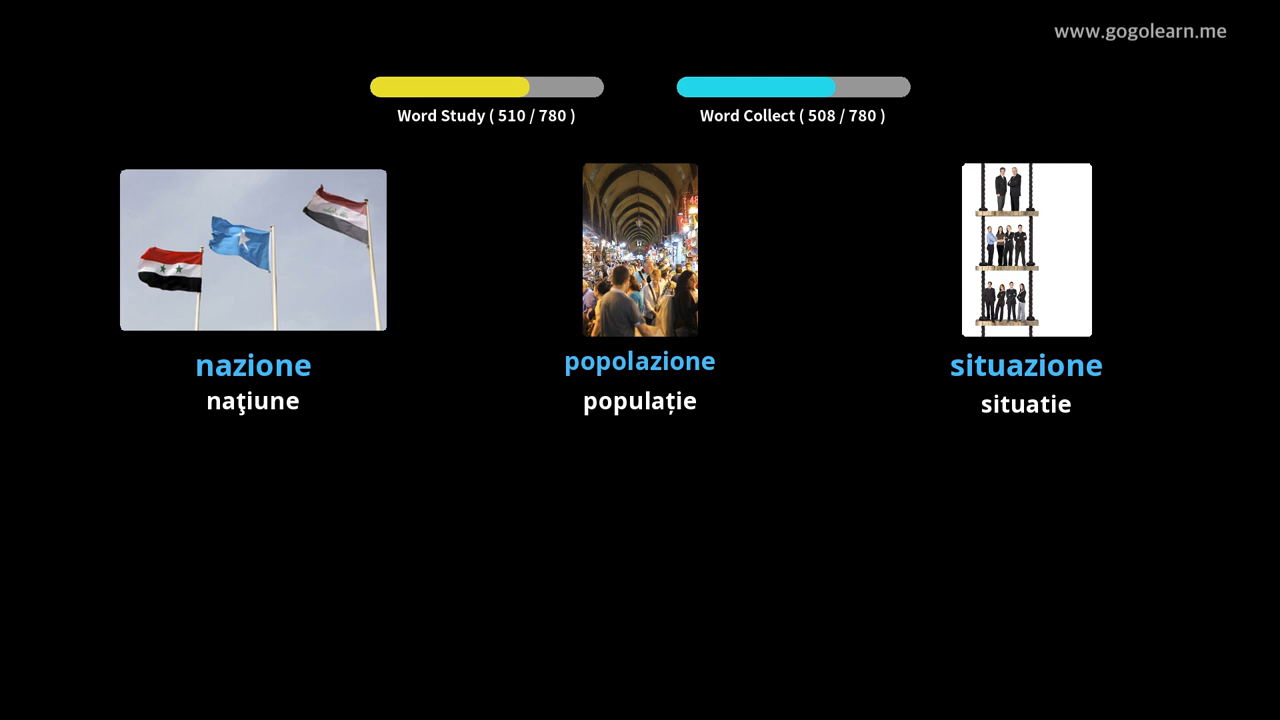 www.gogolearn.me
Word Study ( 510 / 780 )
Word Collect ( 508 / 780 )
nazione
naţiune
popolazione
populație
situazione
situatie